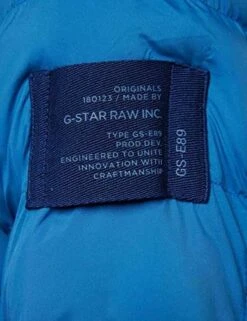 ORIGINALS
180123 / MADE BY
G-STAR RAW INC.
TYPE GS-E89
PROD.DEV.
ENGINEERED TO UNITE
INNOVATION WITH
CRAFTMANSHIP
GS-E89